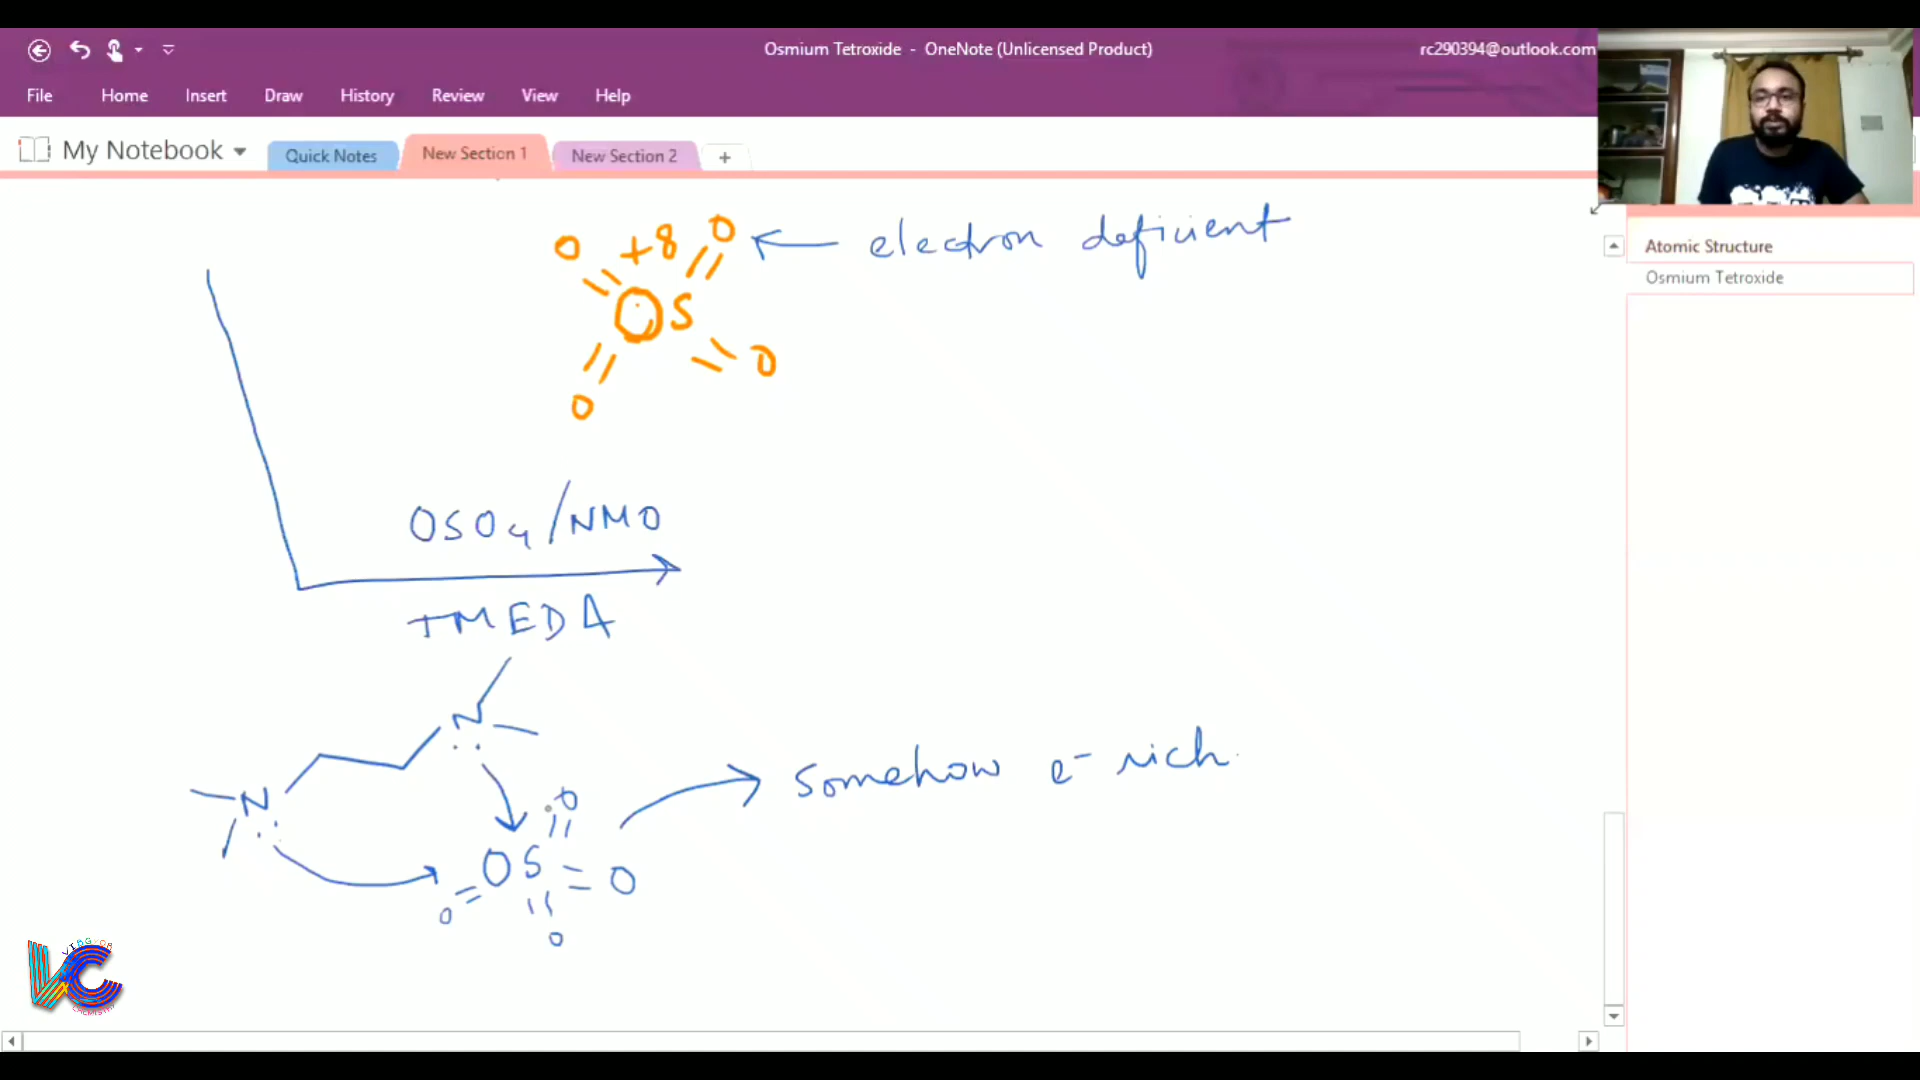 Osmium Tetroxide - OneNote (Unlicensed Product)
rc290394@outlook.com
File Home Insert Draw History Review View Help
My Notebook
Quick Notes
New Section 1
New Section 2
+
Atomic Structure
Osmium Tetroxide
O +8 O ← electron deficient
OS
O
O
OSO4/NMO
TMEDA
N
N
O
somehow e- rich
OS = O
O
O
VC
CHEMISTRY